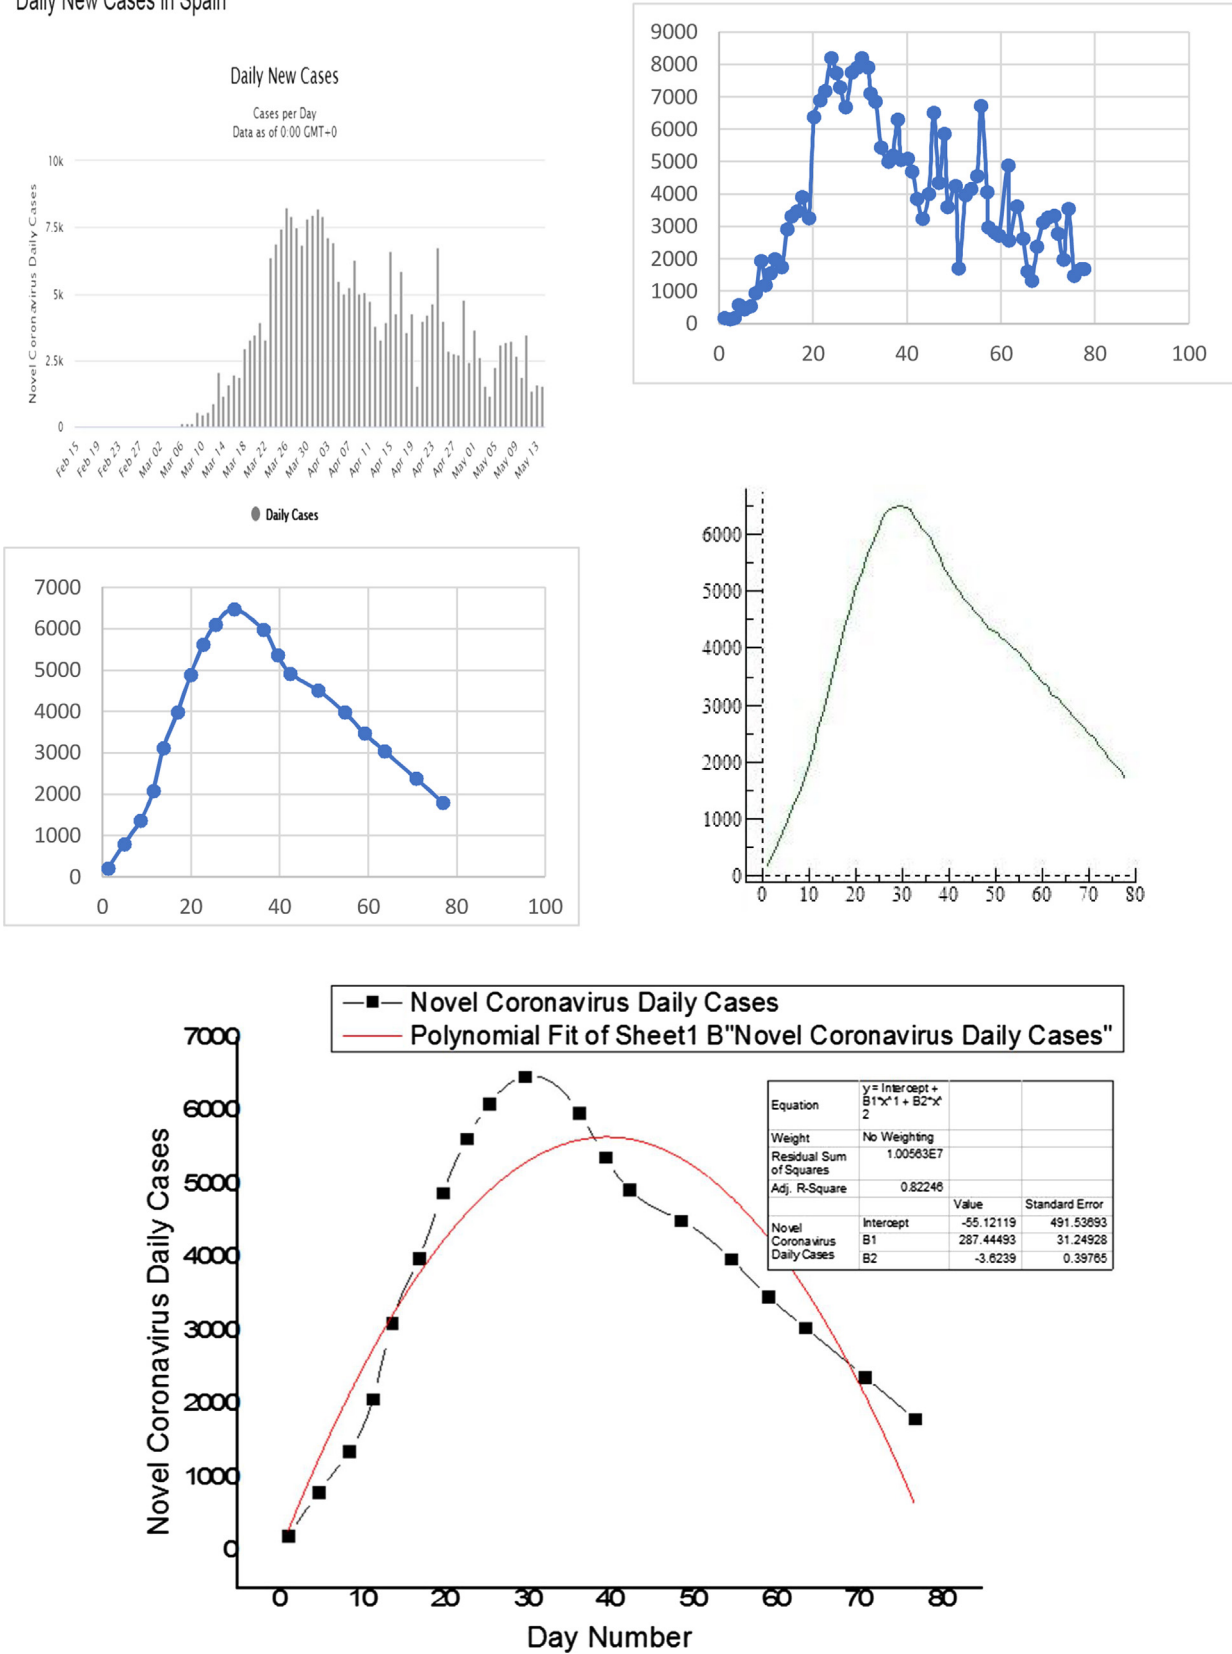 Daily New Cases in Spain
Daily New Cases
Cases per Day
Data as of 0:00 GMT+0
Novel Coronavirus Daily Cases
10k
7.5k
5k
2.5k
0
Feb 15
Feb 19
Feb 23
Feb 27
Mar 02
Mar 06
Mar 10
Mar 14
Mar 18
Mar 22
Mar 26
Mar 30
Apr 03
Apr 07
Apr 11
Apr 15
Apr 19
Apr 23
Apr 27
May 01
May 05
May 09
May 13
Daily Cases
9000
8000
7000
6000
5000
4000
3000
2000
1000
0
0 20 40 60 80 100
7000
6000
5000
4000
3000
2000
1000
0
0 20 40 60 80 100
6000
5000
4000
3000
2000
1000
0
0 10 20 30 40 50 60 70 80
Novel Coronavirus Daily Cases
Polynomial Fit of Sheet1 B"Novel Coronavirus Daily Cases"
Novel Coronavirus Daily Cases
7000
6000
5000
4000
3000
2000
1000
0
0 10 20 30 40 50 60 70 80
Day Number
Equation
y = Intercept +
B1*x^1 + B2*x^
2
Weight No Weighting
Residual Sum
of Squares
1.00563E7
Adj. R-Square 0.82246
Value Standard Error
Novel
Coronavirus
Daily Cases
Intercept -55.12119 491.53693
B1 287.44493 31.24928
B2 -3.6239 0.39765